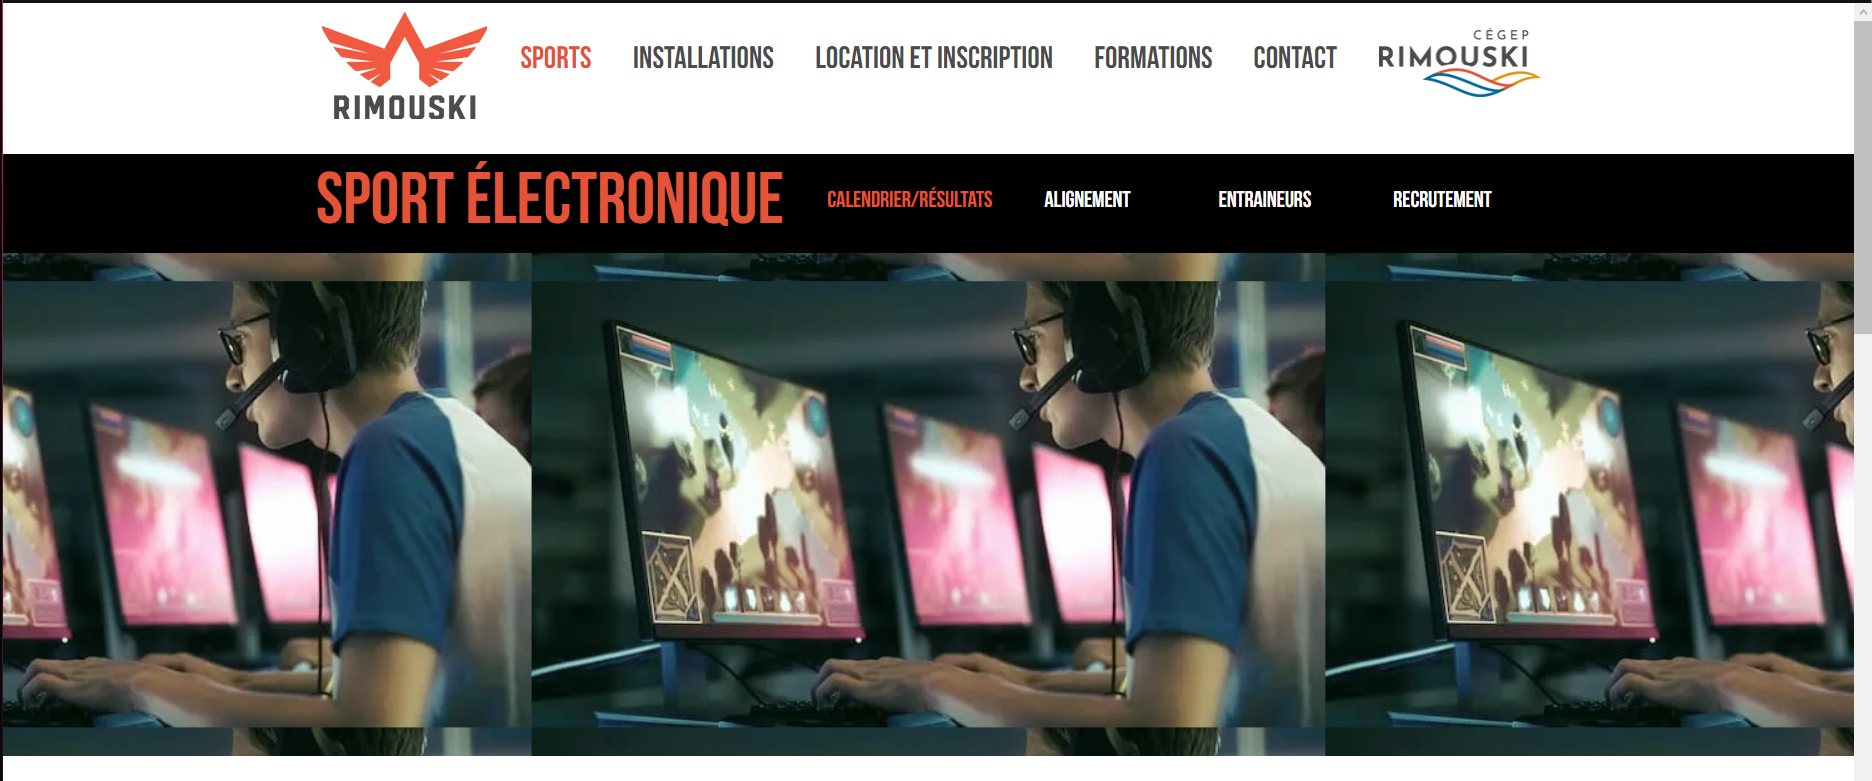 RIMOUSKI
SPORTS INSTALLATIONS LOCATION ET INSCRIPTION FORMATIONS CONTACT
CÉGEP
RIMOUSKI
SPORT ÉLECTRONIQUE
CALENDRIER/RÉSULTATS ALIGNEMENT ENTRAINEURS RECRUTEMENT